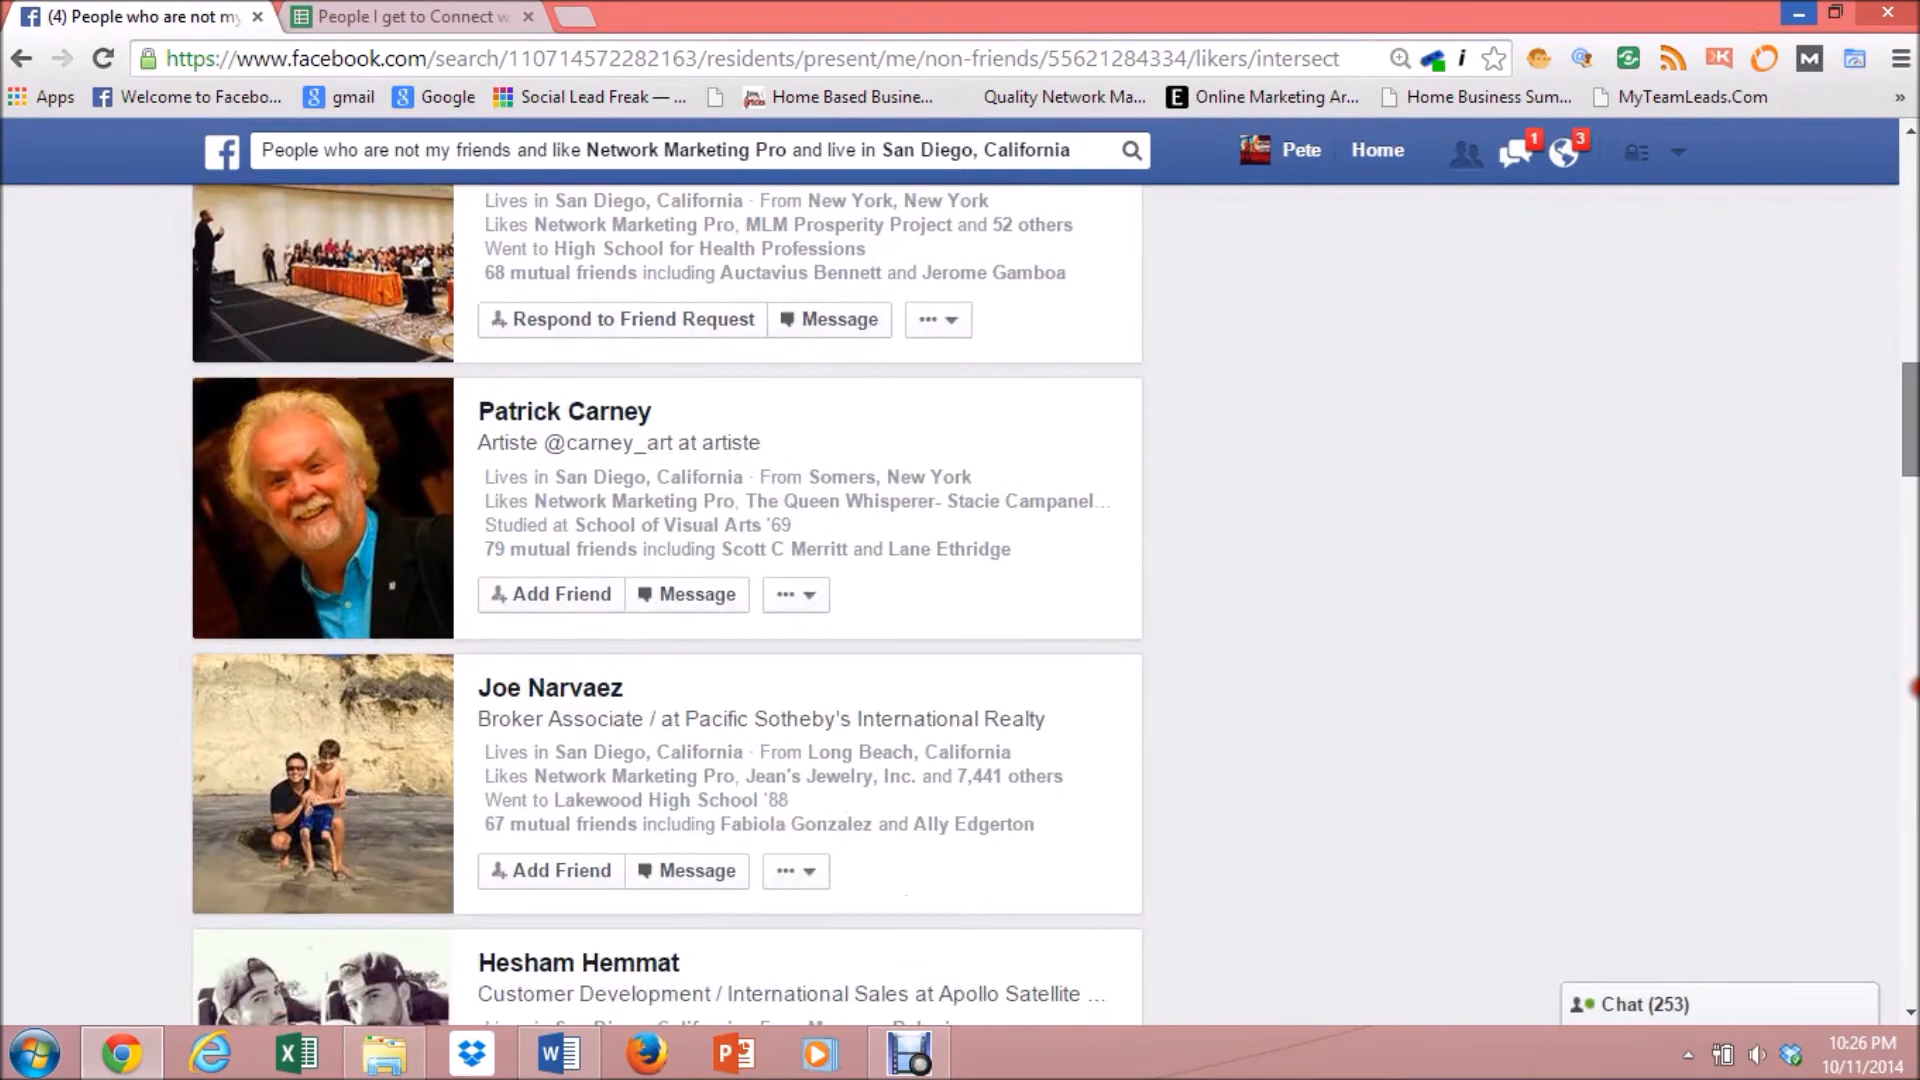 (4) People who are not my
People I get to Connect w
https://www.facebook.com/search/110714572282163/residents/present/me/non-friends/55621284334/likers/intersect
Apps Welcome to Facebo... gmail Google Social Lead Freak — ... Home Based Busine... Quality Network Ma... Online Marketing Ar... Home Business Sum... MyTeamLeads.Com »
People who are not my friends and like Network Marketing Pro and live in San Diego, California
Pete Home 1 3
Lives in San Diego, California · From New York, New York
Likes Network Marketing Pro, MLM Prosperity Project and 52 others
Went to High School for Health Professions
68 mutual friends including Auctavius Bennett and Jerome Gamboa
Respond to Friend Request Message ...
Patrick Carney
Artiste @carney_art at artiste
Lives in San Diego, California · From Somers, New York
Likes Network Marketing Pro, The Queen Whisperer- Stacie Campanel...
Studied at School of Visual Arts '69
79 mutual friends including Scott C Merritt and Lane Ethridge
Add Friend Message ...
Joe Narvaez
Broker Associate / at Pacific Sotheby's International Realty
Lives in San Diego, California · From Long Beach, California
Likes Network Marketing Pro, Jean's Jewelry, Inc. and 7,441 others
Went to Lakewood High School '88
67 mutual friends including Fabiola Gonzalez and Ally Edgerton
Add Friend Message ...
Hesham Hemmat
Customer Development / International Sales at Apollo Satellite ...
Chat (253)
10:26 PM
10/11/2014